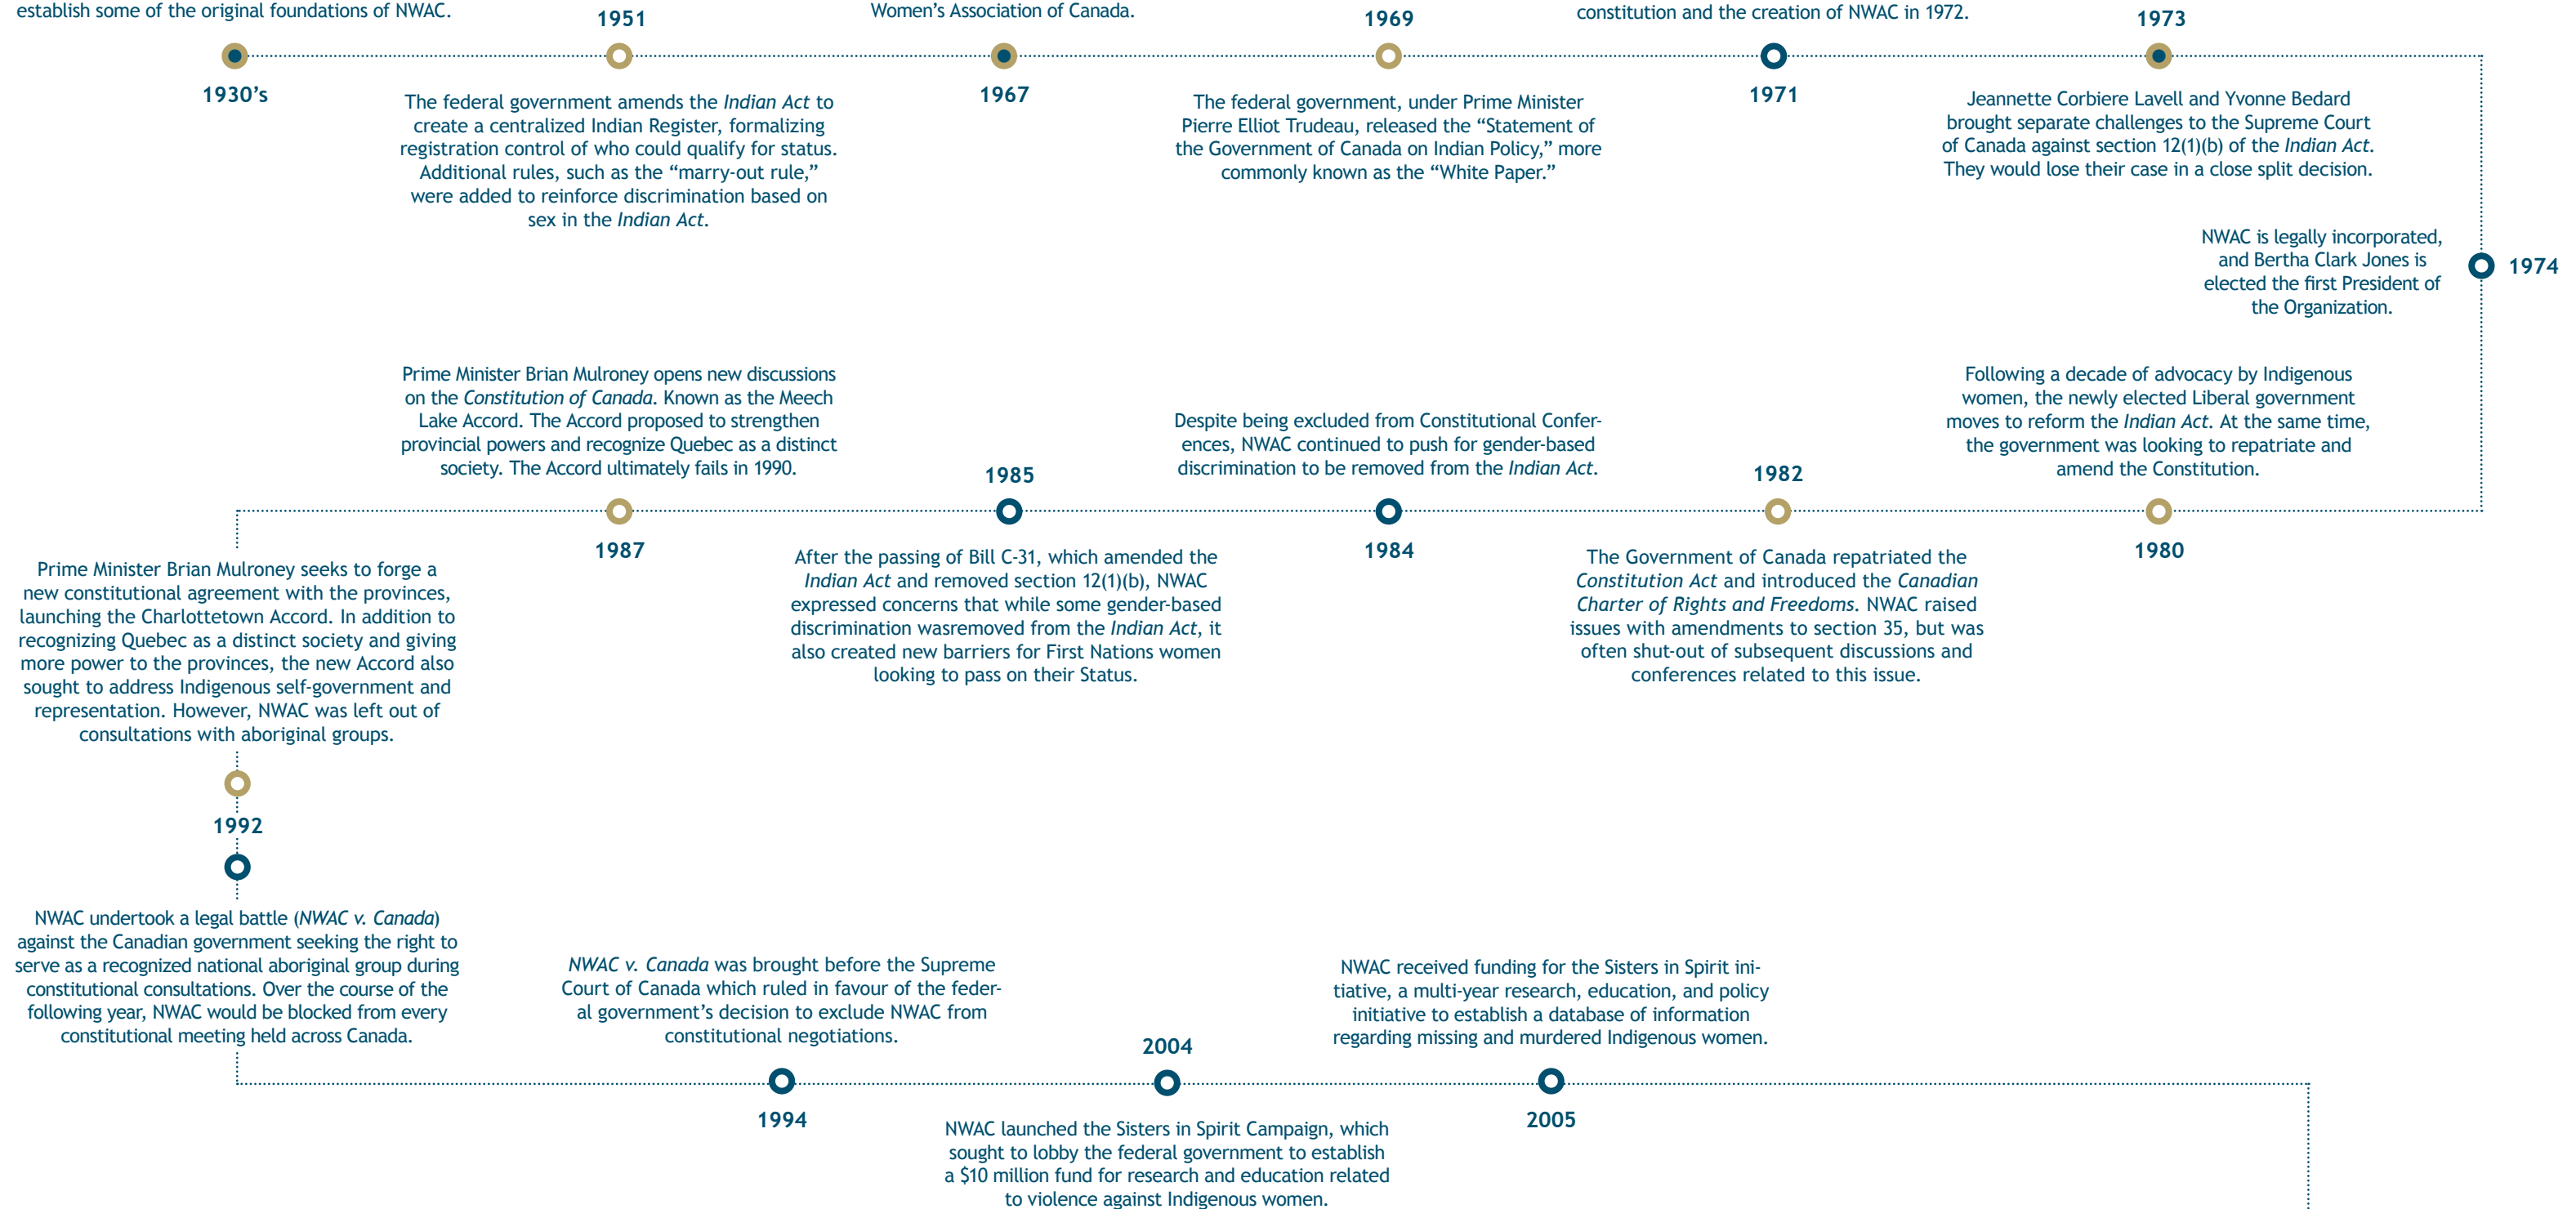 establish some of the original foundations of NWAC.
1930's
1951
The federal government amends the Indian Act to
create a centralized Indian Register, formalizing
registration control of who could qualify for status.
Additional rules, such as the “marry-out rule,”
were added to reinforce discrimination based on
sex in the Indian Act.
Women’s Association of Canada.
1967
1969
The federal government, under Prime Minister
Pierre Elliot Trudeau, released the “Statement of
the Government of Canada on Indian Policy,” more
commonly known as the “White Paper.”
constitution and the creation of NWAC in 1972.
1971
1973
Jeannette Corbiere Lavell and Yvonne Bedard
brought separate challenges to the Supreme Court
of Canada against section 12(1)(b) of the Indian Act.
They would lose their case in a close split decision.
NWAC is legally incorporated,
and Bertha Clark Jones is
elected the first President of
the Organization.
1974
Following a decade of advocacy by Indigenous
women, the newly elected Liberal government
moves to reform the Indian Act. At the same time,
the government was looking to repatriate and
amend the Constitution.
1980
1982
The Government of Canada repatriated the
Constitution Act and introduced the Canadian
Charter of Rights and Freedoms. NWAC raised
issues with amendments to section 35, but was
often shut-out of subsequent discussions and
conferences related to this issue.
Despite being excluded from Constitutional Confer-
ences, NWAC continued to push for gender-based
discrimination to be removed from the Indian Act.
1984
1985
After the passing of Bill C-31, which amended the
Indian Act and removed section 12(1)(b), NWAC
expressed concerns that while some gender-based
discrimination wasremoved from the Indian Act, it
also created new barriers for First Nations women
looking to pass on their Status.
Prime Minister Brian Mulroney opens new discussions
on the Constitution of Canada. Known as the Meech
Lake Accord. The Accord proposed to strengthen
provincial powers and recognize Quebec as a distinct
society. The Accord ultimately fails in 1990.
1987
Prime Minister Brian Mulroney seeks to forge a
new constitutional agreement with the provinces,
launching the Charlottetown Accord. In addition to
recognizing Quebec as a distinct society and giving
more power to the provinces, the new Accord also
sought to address Indigenous self-government and
representation. However, NWAC was left out of
consultations with aboriginal groups.
1992
NWAC undertook a legal battle (NWAC v. Canada)
against the Canadian government seeking the right to
serve as a recognized national aboriginal group during
constitutional consultations. Over the course of the
following year, NWAC would be blocked from every
constitutional meeting held across Canada.
NWAC v. Canada was brought before the Supreme
Court of Canada which ruled in favour of the feder-
al government’s decision to exclude NWAC from
constitutional negotiations.
1994
2004
NWAC launched the Sisters in Spirit Campaign, which
sought to lobby the federal government to establish
a $10 million fund for research and education related
to violence against Indigenous women.
NWAC received funding for the Sisters in Spirit ini-
tiative, a multi-year research, education, and policy
initiative to establish a database of information
regarding missing and murdered Indigenous women.
2005